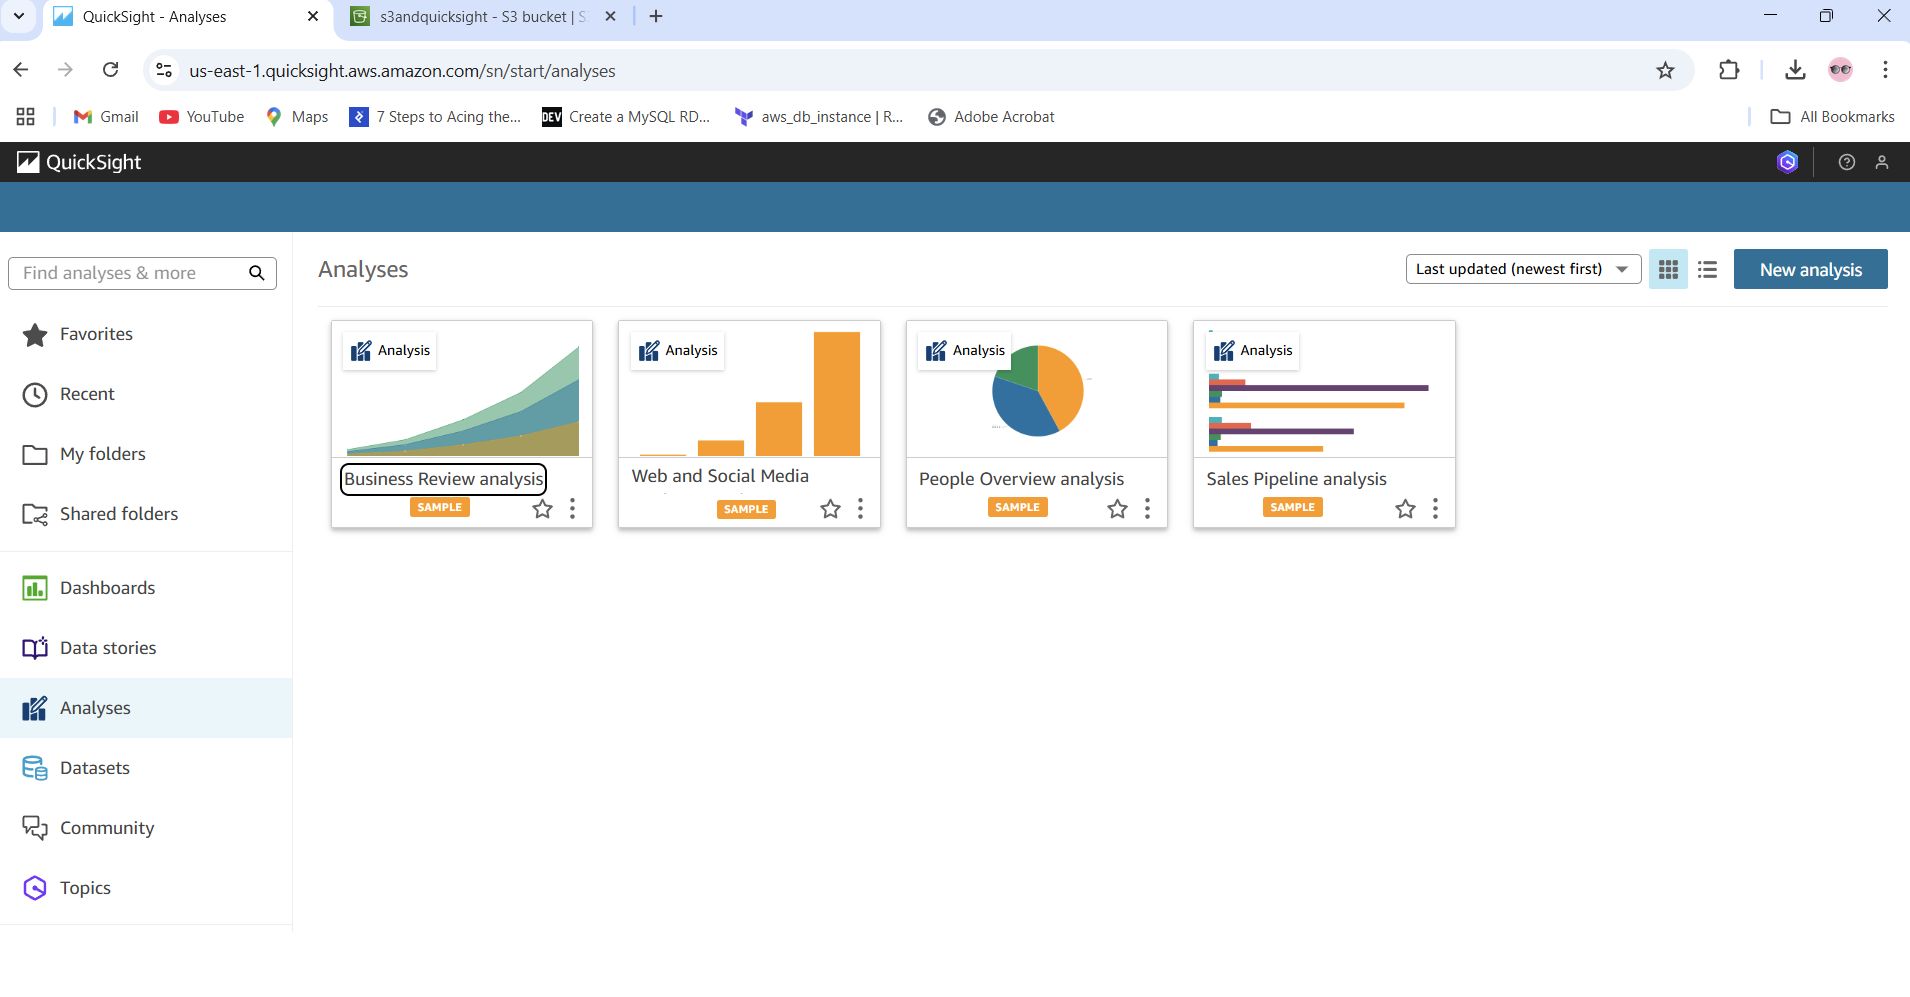 QuickSight - Analyses
s3andquicksight - S3 bucket | S
us-east-1.quicksight.aws.amazon.com/sn/start/analyses
Gmail
YouTube
Maps
7 Steps to Acing the...
DEV Create a MySQL RD...
aws_db_instance | R...
Adobe Acrobat
All Bookmarks
QuickSight
Find analyses & more
Favorites
Recent
My folders
Shared folders
Dashboards
Data stories
Analyses
Datasets
Community
Topics
Analyses
Last updated (newest first)
New analysis
Analysis
Business Review analysis
SAMPLE
Analysis
Web and Social Media
SAMPLE
Analysis
People Overview analysis
SAMPLE
Analysis
Sales Pipeline analysis
SAMPLE